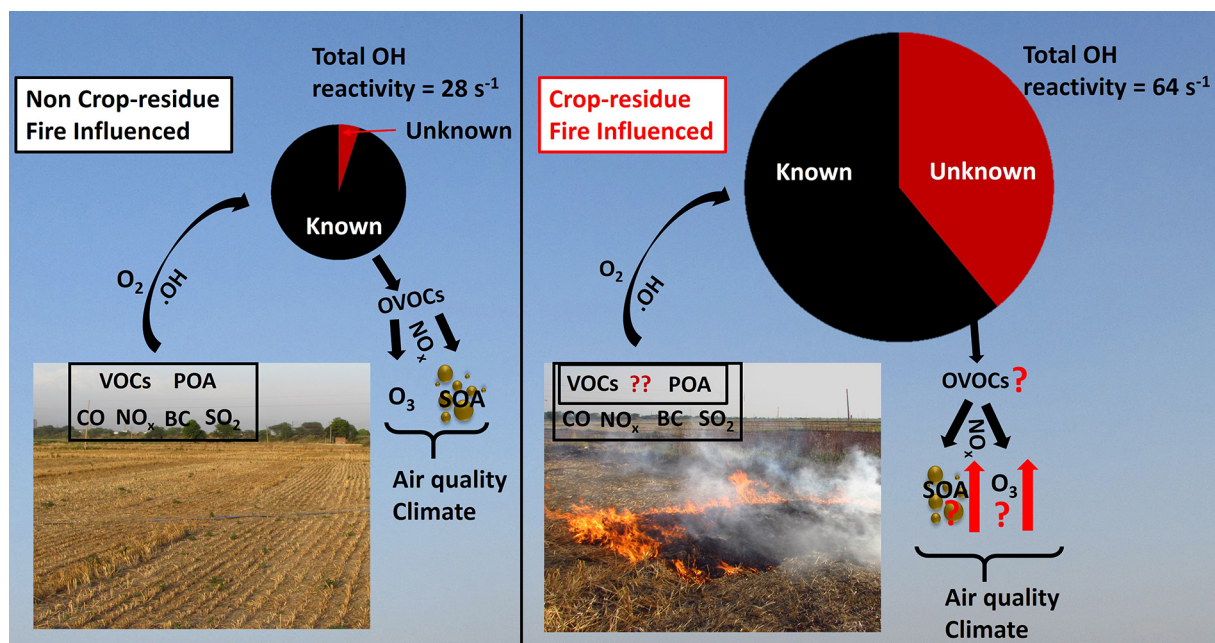 Non Crop-residue
Fire Influenced
Total OH
reactivity = 28 s⁻¹
Unknown
Known
O₂
HO·
OVOCs
NOₓ
O₃
SOA
Air quality
Climate
VOCs POA
CO NOₓ BC SO₂
Crop-residue
Fire Influenced
Total OH
reactivity = 64 s⁻¹
Known
Unknown
O₂
HO·
VOCs ?? POA
CO NOₓ BC SO₂
OVOCs ?
NOₓ
SOA
?
O₃
?
Air quality
Climate